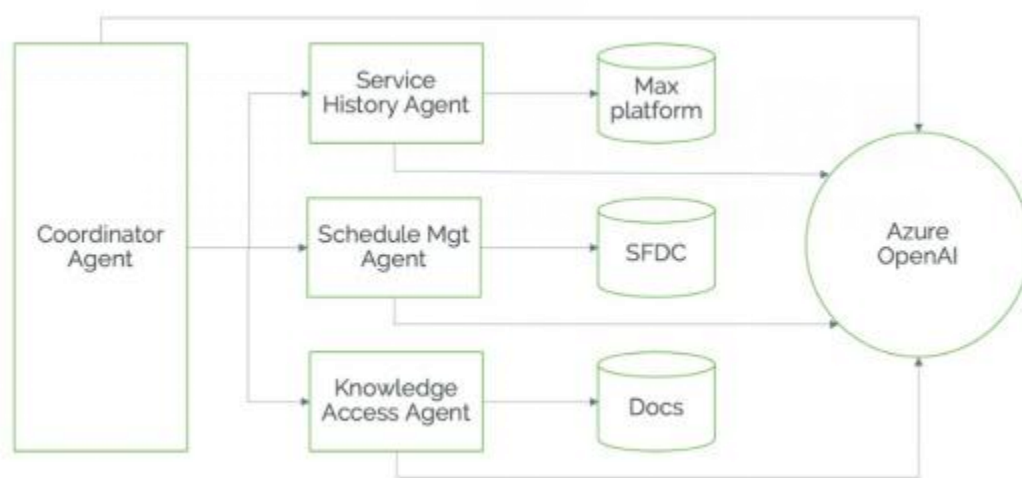 Service
History Agent
Max
platform
Coordinator
Agent
Schedule Mgt
Agent
SFDC
Azure
OpenAI
Knowledge
Access Agent
Docs